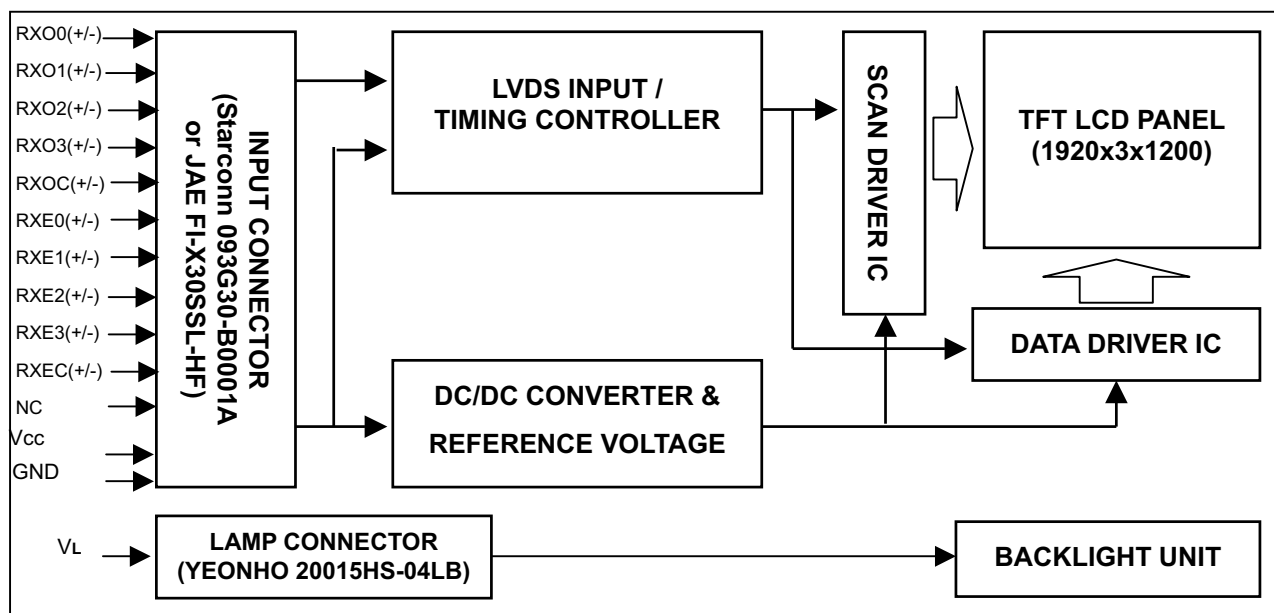 RXO0(+/-)
RXO1(+/-)
RXO2(+/-)
RXO3(+/-)
RXOC(+/-)
RXE0(+/-)
RXE1(+/-)
RXE2(+/-)
RXE3(+/-)
RXEC(+/-)
NC
Vcc
GND
VL
INPUT CONNECTOR
(Starconn 093G30-B0001A
or JAE FI-X30SSL-HF)
LVDS INPUT /
TIMING CONTROLLER
SCAN DRIVER IC
TFT LCD PANEL
(1920x3x1200)
DATA DRIVER IC
DC/DC CONVERTER &
REFERENCE VOLTAGE
LAMP CONNECTOR
(YEONHO 20015HS-04LB)
BACKLIGHT UNIT